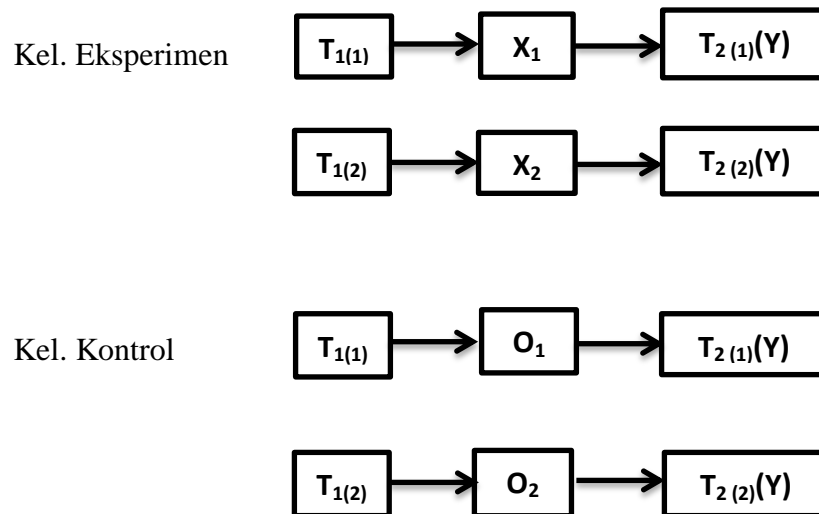 Kel. Eksperimen T₁₍₁₎ X₁ T₂ ₍₁₎(Y)
T₁₍₂₎ X₂ T₂ ₍₂₎(Y)
Kel. Kontrol T₁₍₁₎ O₁ T₂ ₍₁₎(Y)
T₁₍₂₎ O₂ T₂ ₍₂₎(Y)